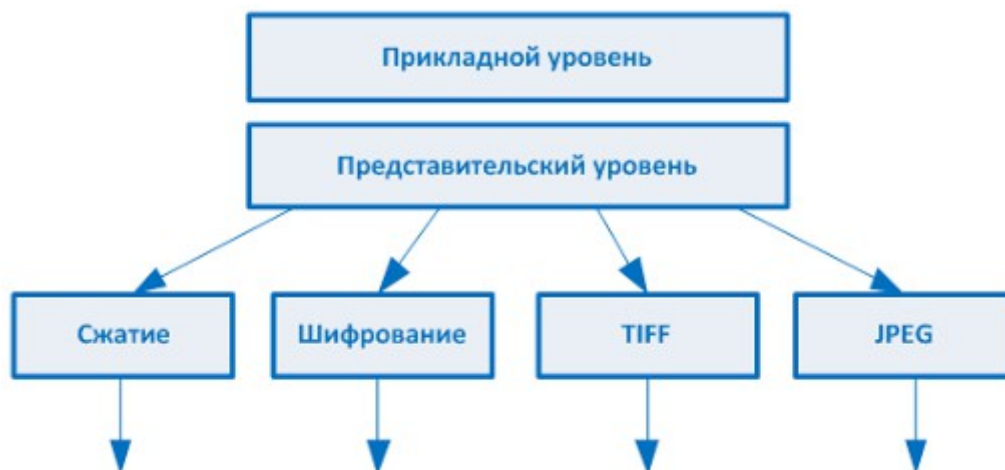 Прикладной уровень
Представительский уровень
Сжатие
Шифрование
TIFF
JPEG